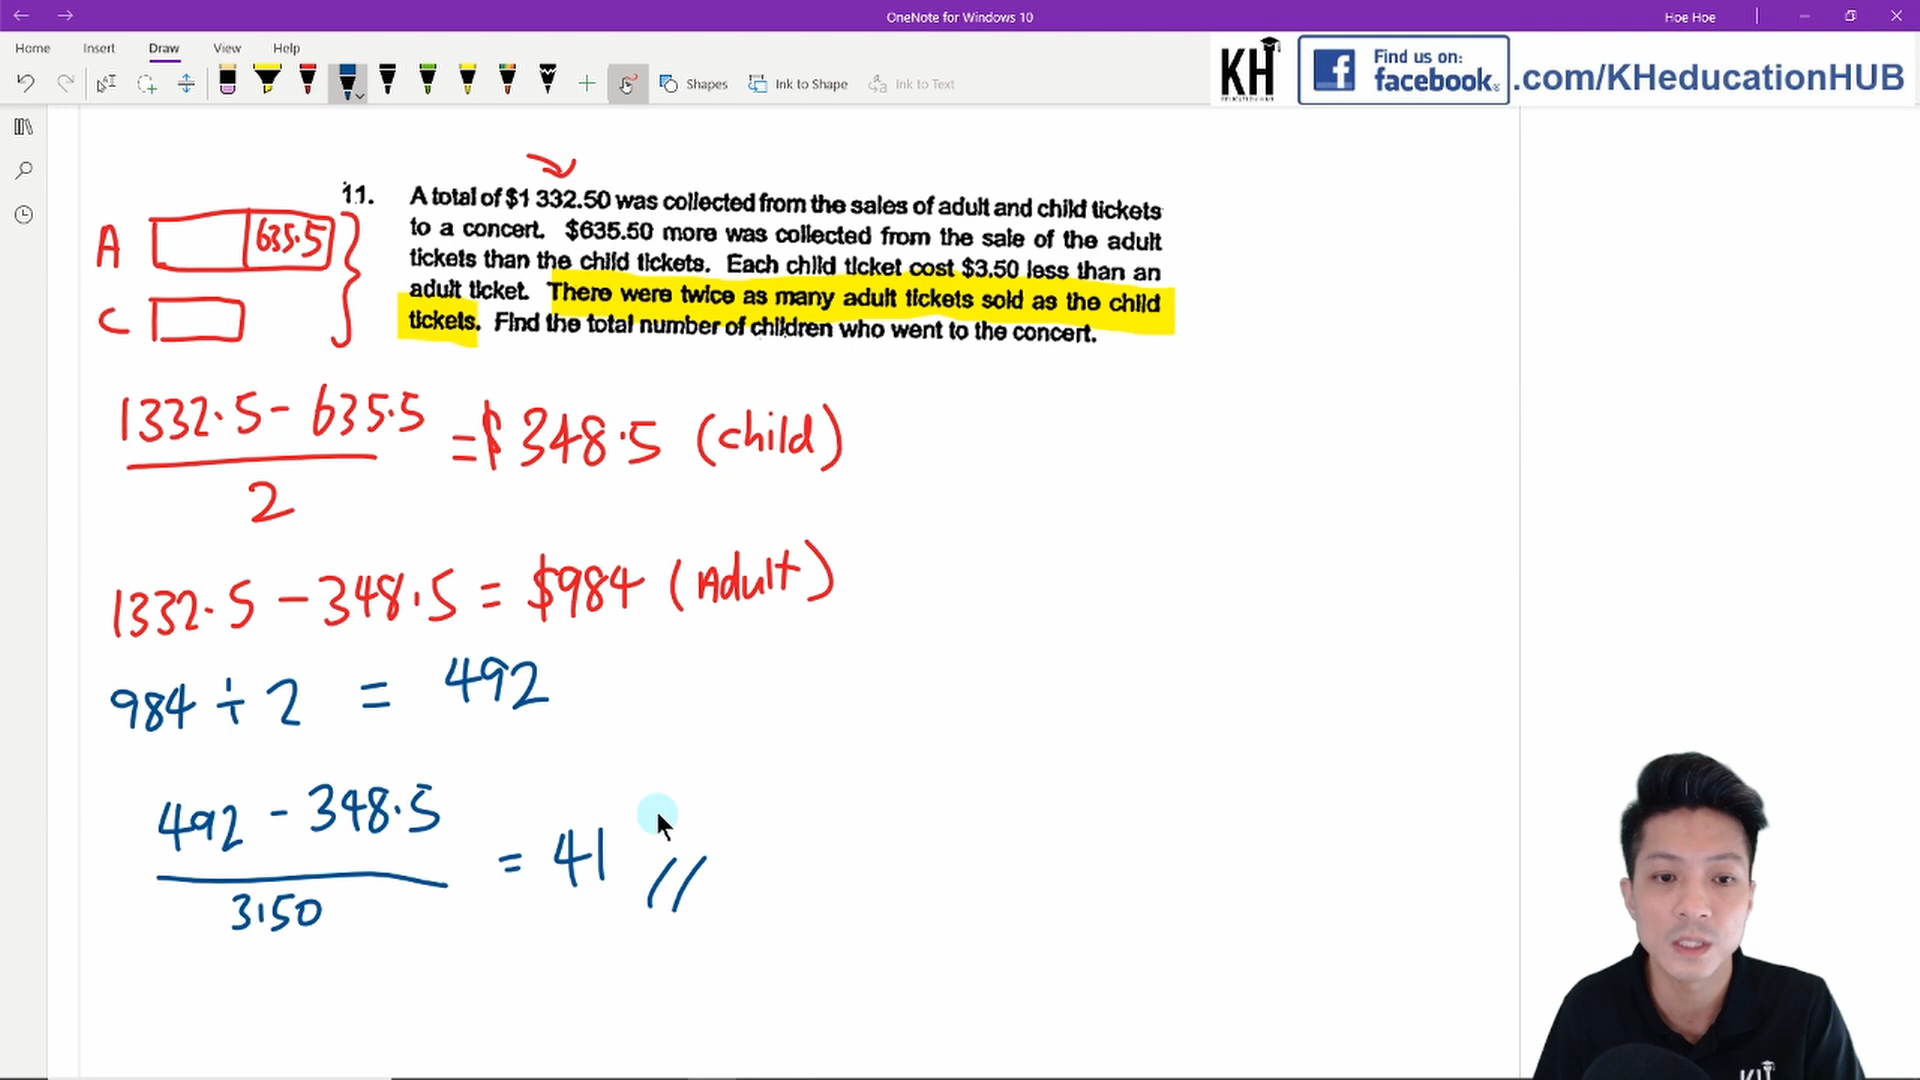 OneNote for Windows 10
Hoe Hoe
Home Insert Draw View Help
Shapes
Ink to Shape
Ink to Text
KH
Find us on:
facebook.
.com/KHeducationHUB
11. A total of $1 332.50 was collected from the sales of adult and child tickets
to a concert. $635.50 more was collected from the sale of the adult
tickets than the child tickets. Each child ticket cost $3.50 less than an
adult ticket. There were twice as many adult tickets sold as the child
tickets. Find the total number of children who went to the concert.
A 635.5
C
1332.5 - 635.5
= $348.5 (child)
2
1332.5 - 348.5 = $984 (Adult)
984 ÷ 2 = 492
492 - 348.5
= 41 //
3.50
KH